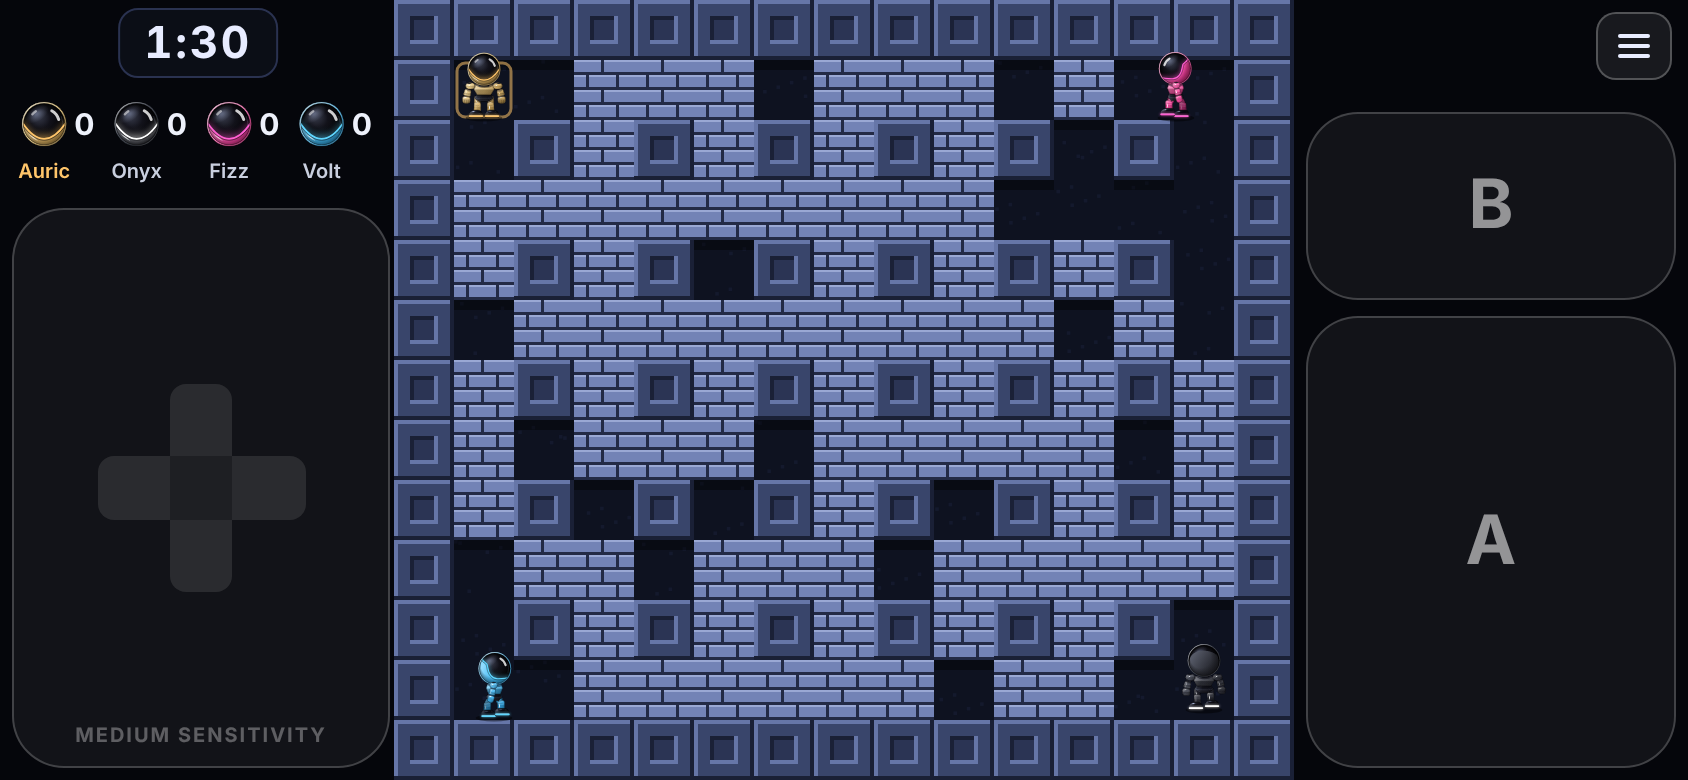 1:30
0 0 0 0
Auric Onyx Fizz Volt
B
A
MEDIUM SENSITIVITY